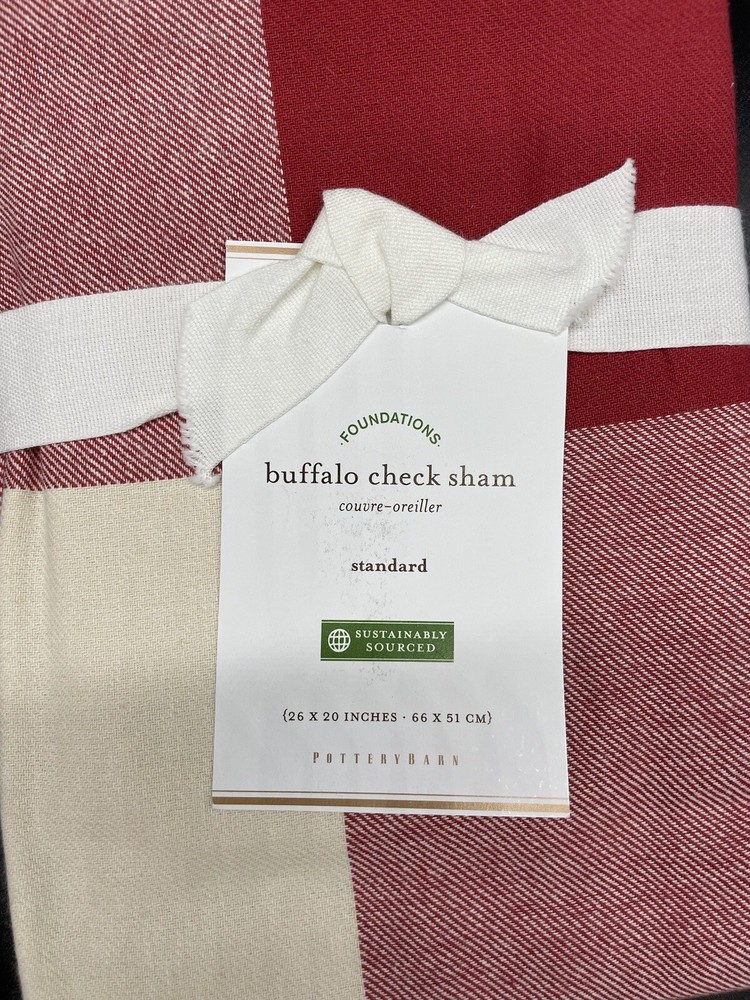 ·FOUNDATIONS·
buffalo check sham
couvre-oreiller
standard
SUSTAINABLY
SOURCED
{26 X 20 INCHES · 66 X 51 CM}
POTTERYBARN